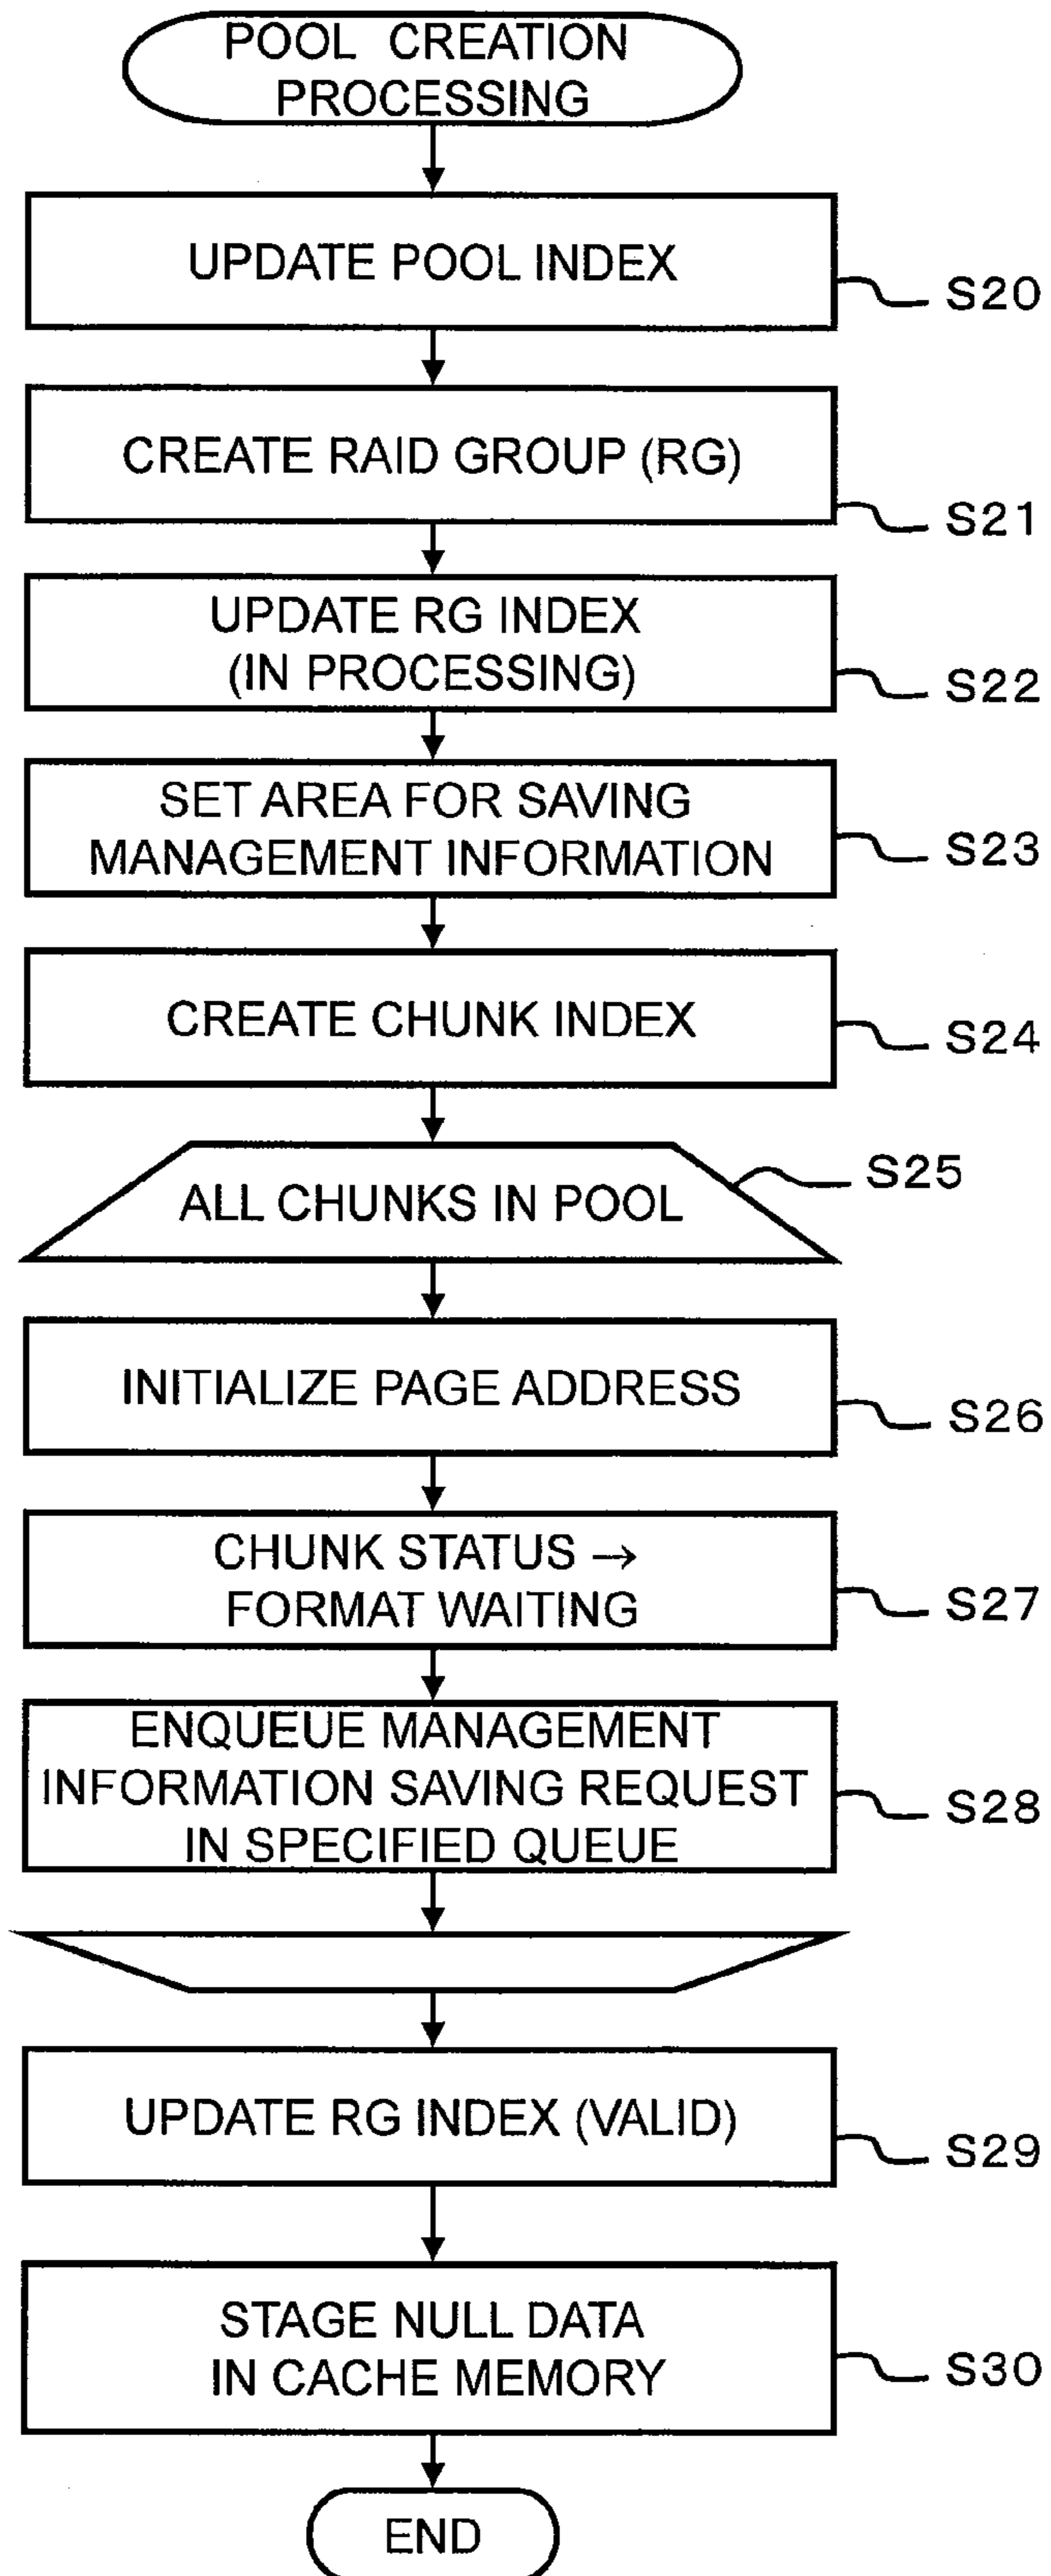 POOL CREATION
PROCESSING
UPDATE POOL INDEX
S20
CREATE RAID GROUP (RG)
S21
UPDATE RG INDEX
(IN PROCESSING)
S22
SET AREA FOR SAVING
MANAGEMENT INFORMATION
S23
CREATE CHUNK INDEX
S24
ALL CHUNKS IN POOL
S25
INITIALIZE PAGE ADDRESS
S26
CHUNK STATUS →
FORMAT WAITING
S27
ENQUEUE MANAGEMENT
INFORMATION SAVING REQUEST
IN SPECIFIED QUEUE
S28
UPDATE RG INDEX (VALID)
S29
STAGE NULL DATA
IN CACHE MEMORY
S30
END